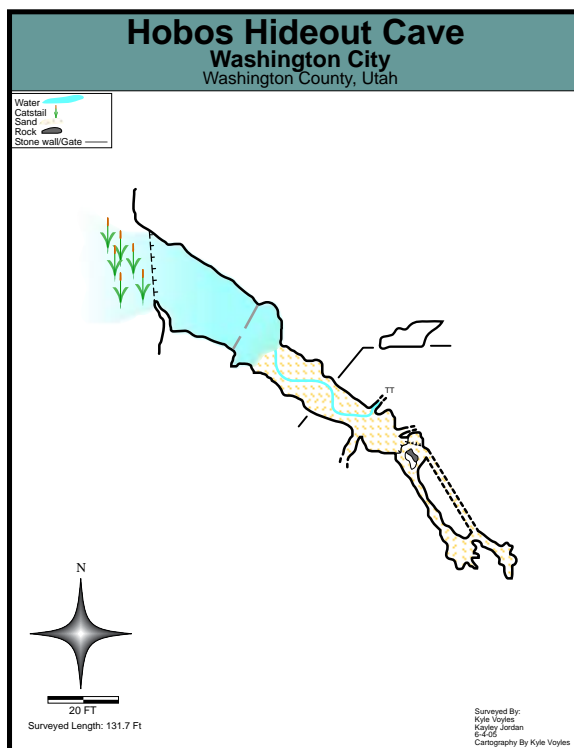 Hobos Hideout Cave
Washington City
Washington County, Utah
Water
Catstail
Sand
Rock
Stone wall/Gate
TT
N
20 FT
Surveyed Length: 131.7 Ft
Surveyed By:
Kyle Voyles
Kayley Jordan
6-4-05
Cartography By Kyle Voyles